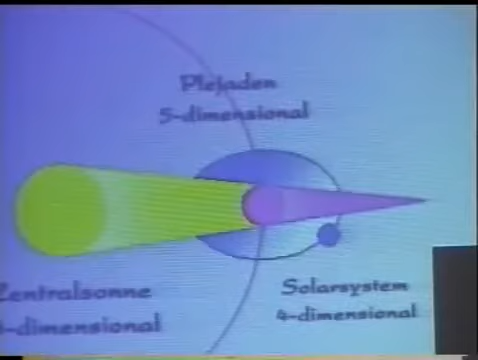 Plejaden
5-dimensional
Zentralsonne
-dimensional
Solarsystem
4-dimensional